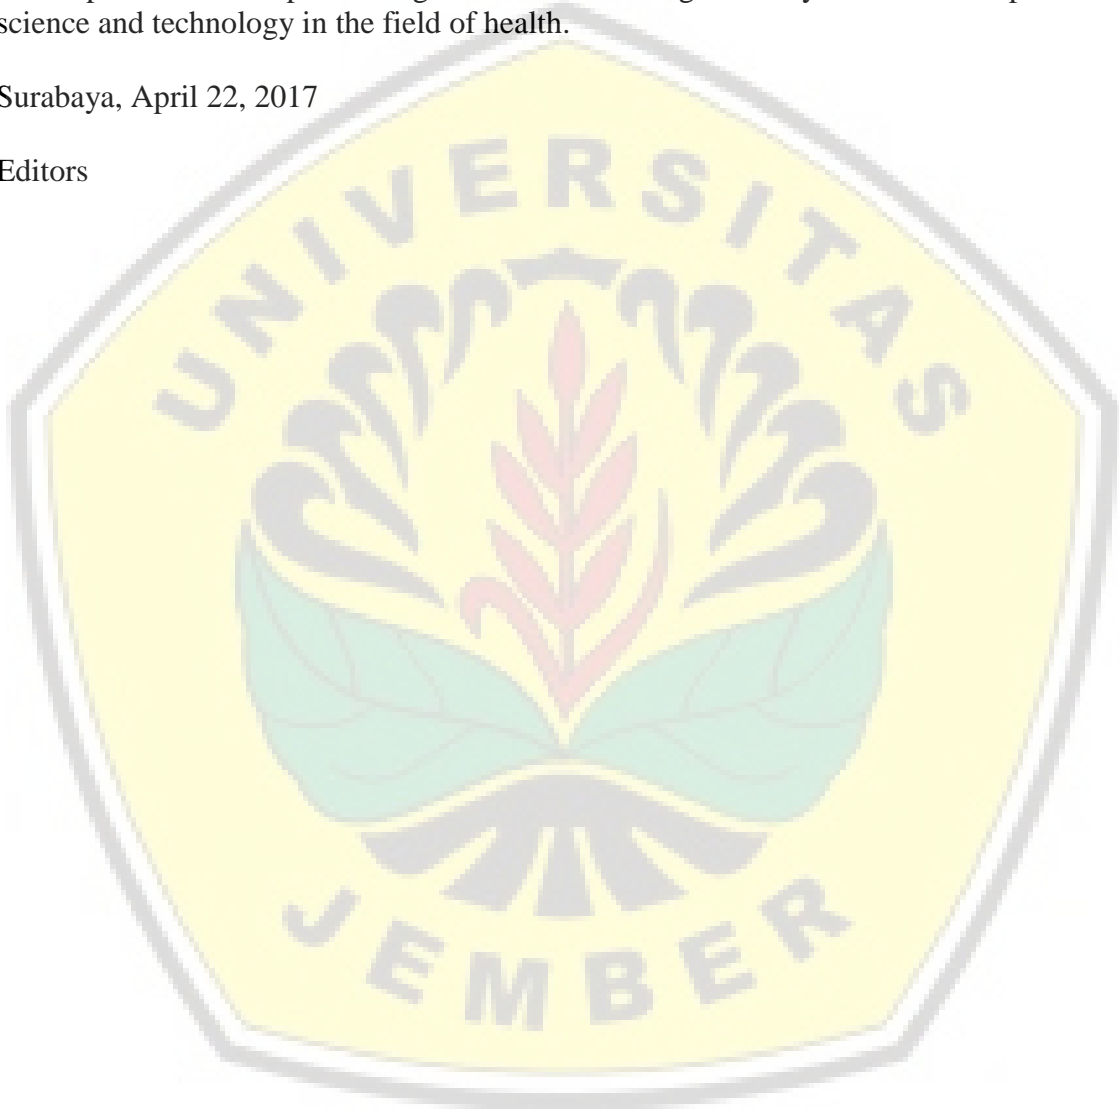 science and technology in the field of health.
Surabaya, April 22, 2017
Editors
UNIVERSITAS
JEMBER